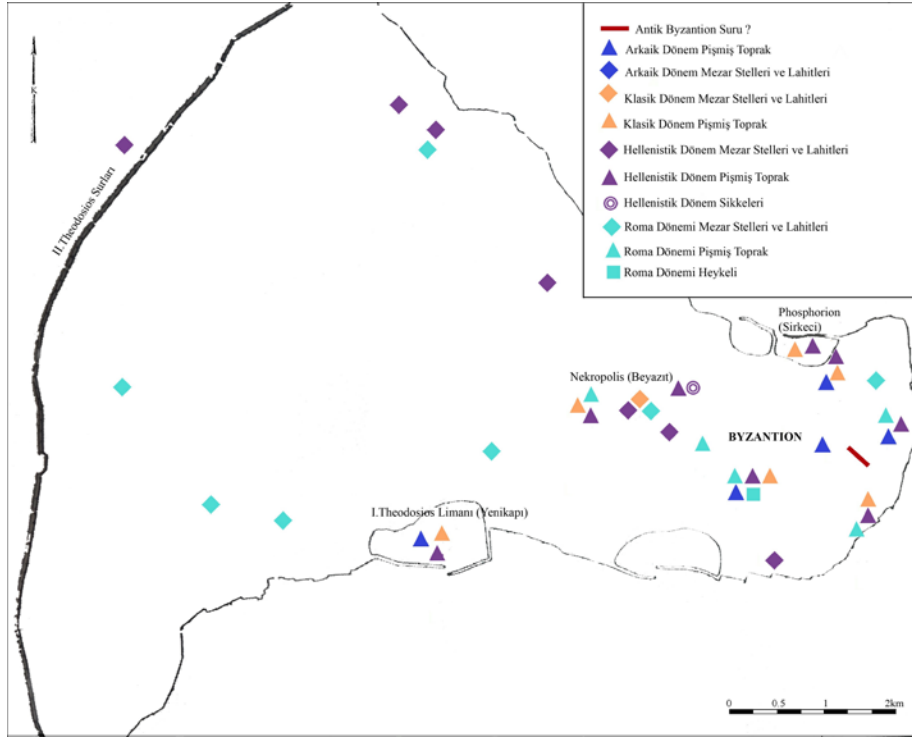 K
Antik Byzantion Suru ?
Arkaik Dönem Pişmiş Toprak
Arkaik Dönem Mezar Stelleri ve Lahitleri
Klasik Dönem Mezar Stelleri ve Lahitleri
Klasik Dönem Pişmiş Toprak
Hellenistik Dönem Mezar Stelleri ve Lahitleri
Hellenistik Dönem Pişmiş Toprak
Hellenistik Dönem Sikkeleri
Roma Dönemi Mezar Stelleri ve Lahitleri
Roma Dönemi Pişmiş Toprak
Roma Dönemi Heykeli
II.Theodosios Surları
Phosphorion
(Sirkeci)
Nekropolis (Beyazıt)
BYZANTION
I.Theodosios Limanı (Yenikapı)
0 1 2km